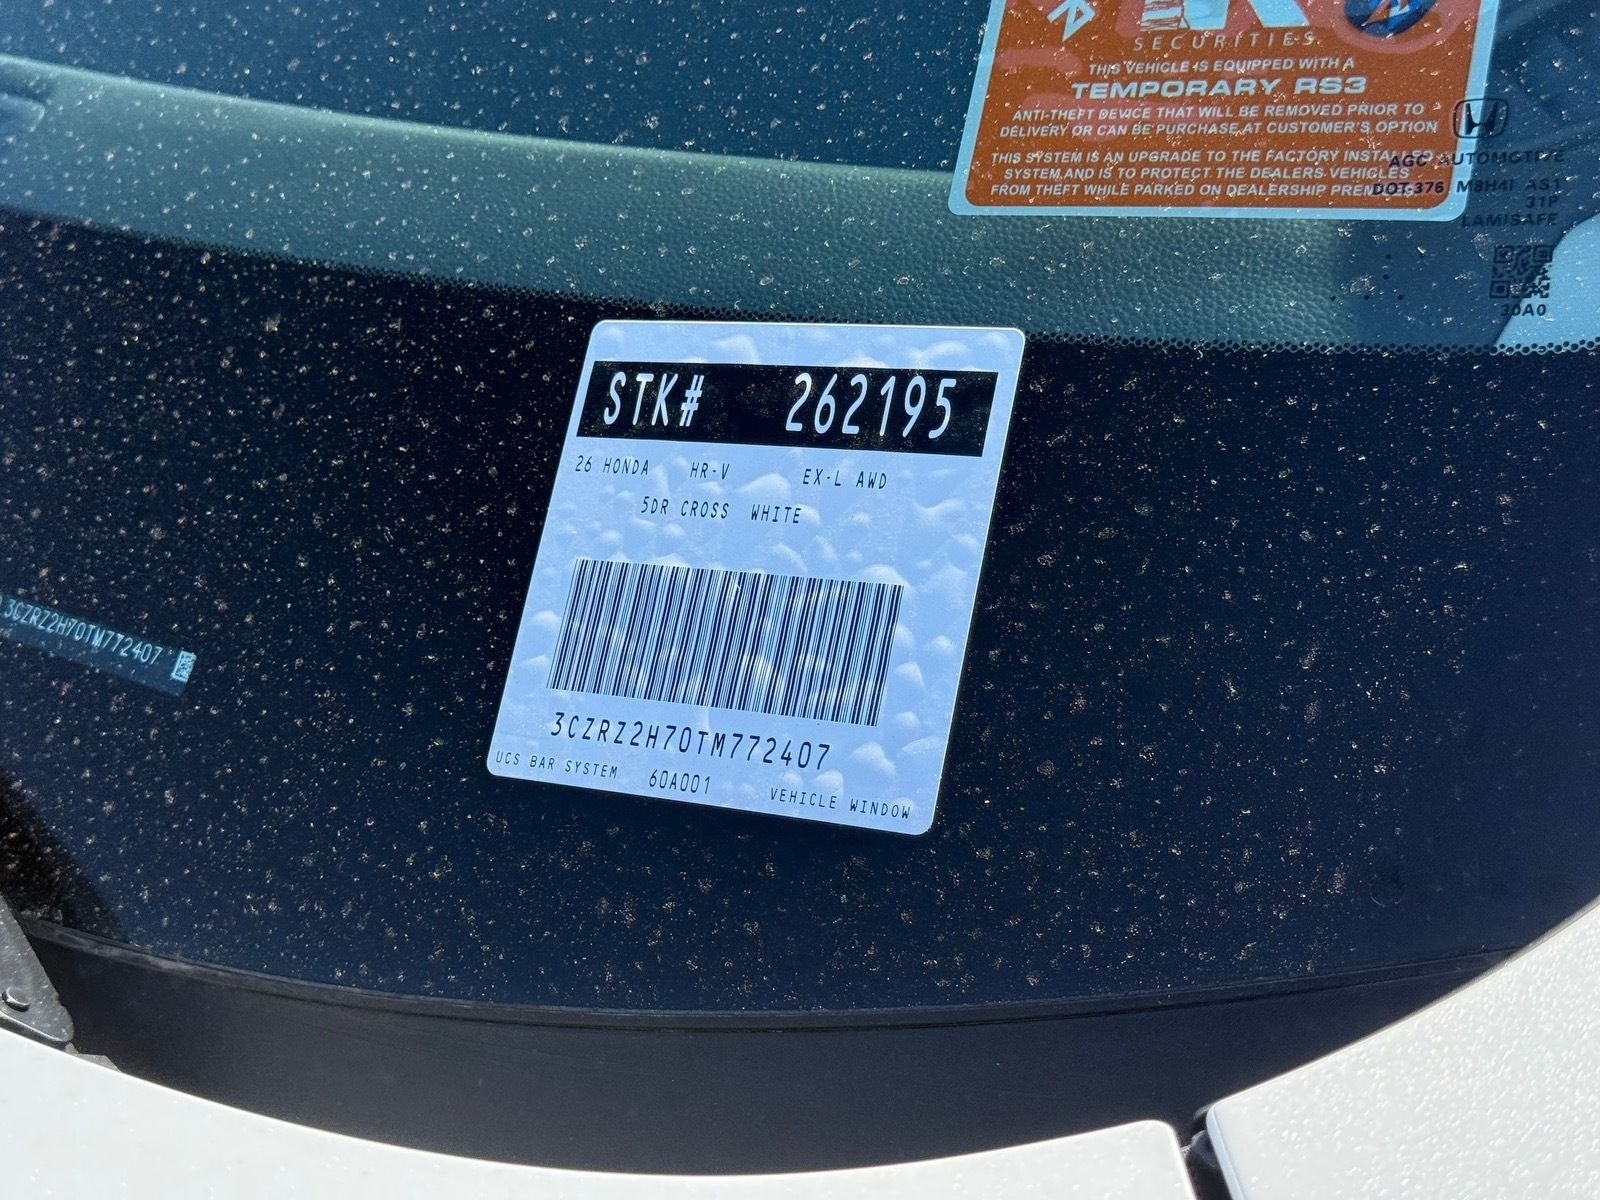 SECURITIES
THIS VEHICLE IS EQUIPPED WITH A
TEMPORARY RS3
ANTI-THEFT DEVICE THAT WILL BE REMOVED PRIOR TO
DELIVERY OR CAN BE PURCHASE AT CUSTOMER'S OPTION
THIS SYSTEM IS AN UPGRADE TO THE FACTORY INSTALLED
SYSTEM AND IS TO PROTECT THE DEALERS VEHICLES
FROM THEFT WHILE PARKED ON DEALERSHIP PREMISES
AGC AUTOMOTIVE
DOT-376 M8H41 AS1
31P
LAMISAFE
30A0
STK# 262195
26 HONDA HR-V EX-L AWD
5DR CROSS WHITE
3CZRZ2H70TM772407
UCS BAR SYSTEM 60A001 VEHICLE WINDOW
3CZRZ2H70TM772407